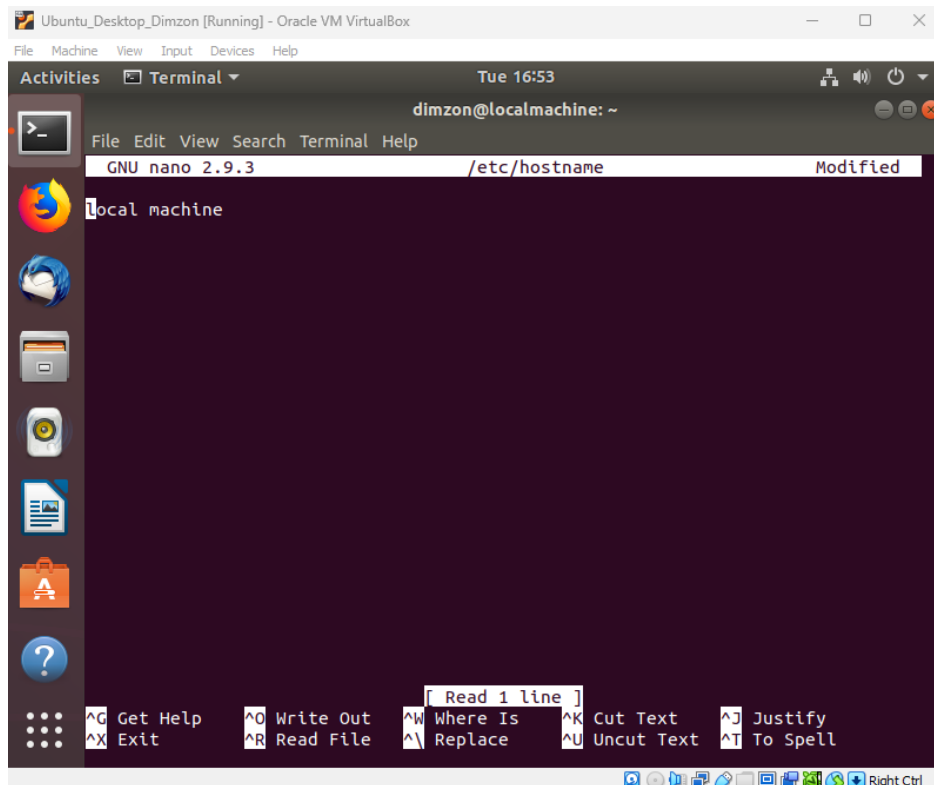 Ubuntu_Desktop_Dimzon [Running] - Oracle VM VirtualBox
File Machine View Input Devices Help
Activities Terminal Tue 16:53
dimzon@localmachine: ~
File Edit View Search Terminal Help
GNU nano 2.9.3 /etc/hostname Modified
local machine
[ Read 1 line ]
^G Get Help ^O Write Out ^W Where Is ^K Cut Text ^J Justify
^X Exit ^R Read File ^\ Replace ^U Uncut Text ^T To Spell
Right Ctrl